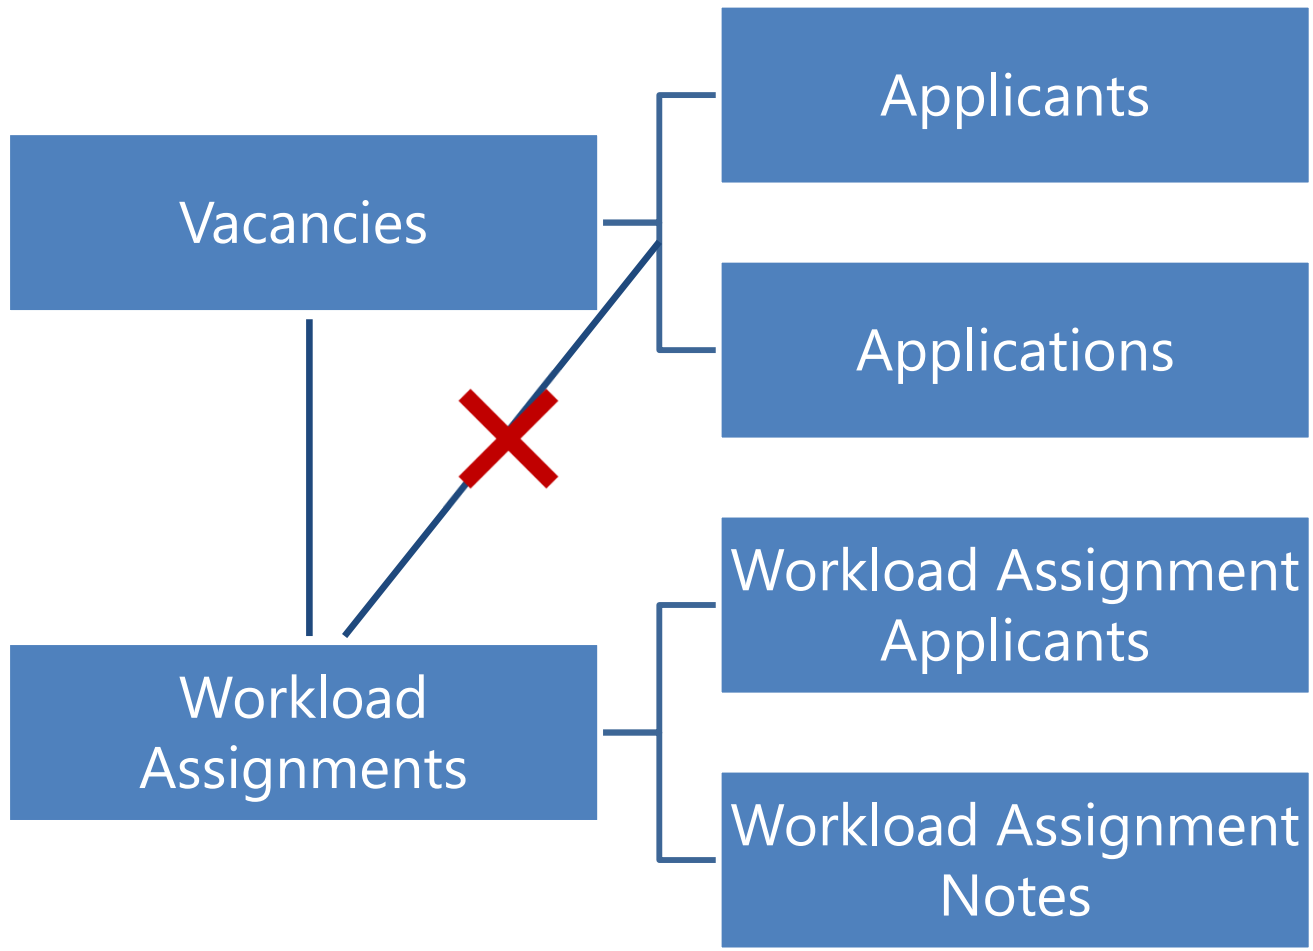 Vacancies
Applicants
Applications
Workload
Assignments
Workload Assignment
Applicants
Workload Assignment
Notes